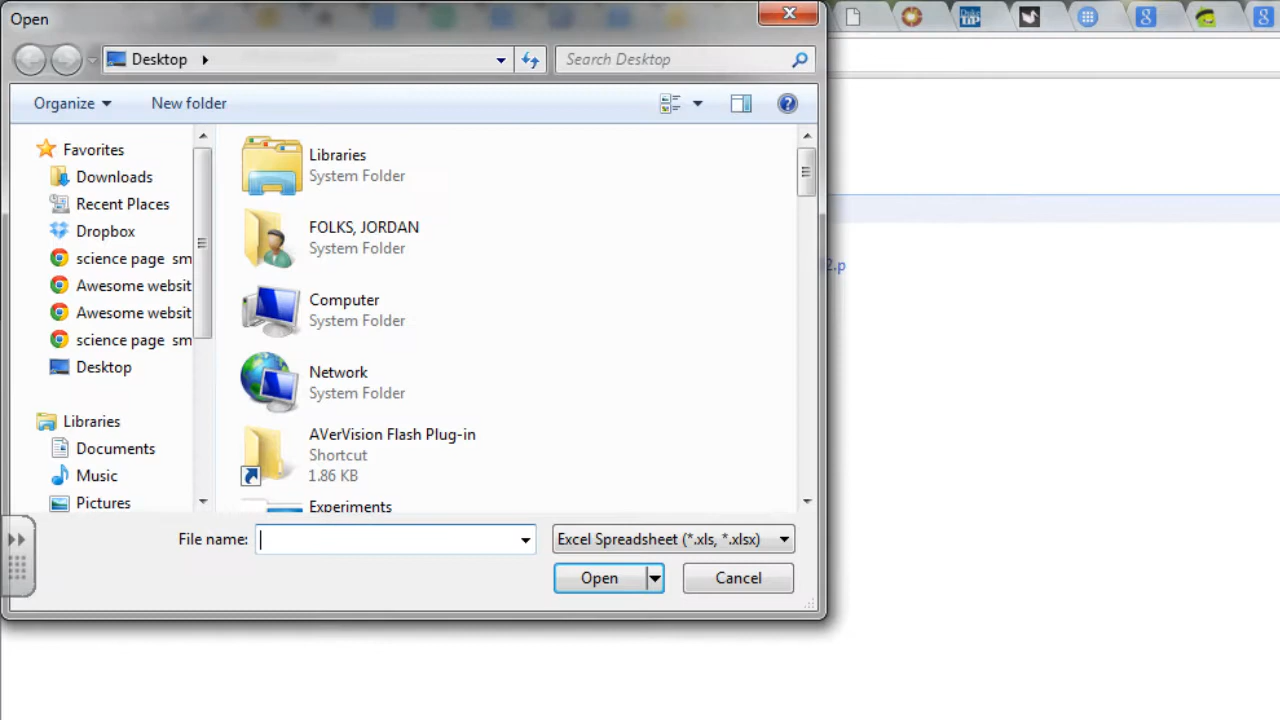 Open
Desktop
Search Desktop
Organize
New folder
Favorites
Downloads
Recent Places
Dropbox
science page sm
Awesome websit
Awesome websit
science page sm
Desktop
Libraries
Documents
Music
Pictures
Libraries
System Folder
FOLKS, JORDAN
System Folder
Computer
System Folder
Network
System Folder
AVerVision Flash Plug-in
Shortcut
1.86 KB
Experiments
2.p
File name:
Excel Spreadsheet (*.xls, *.xlsx)
Open
Cancel